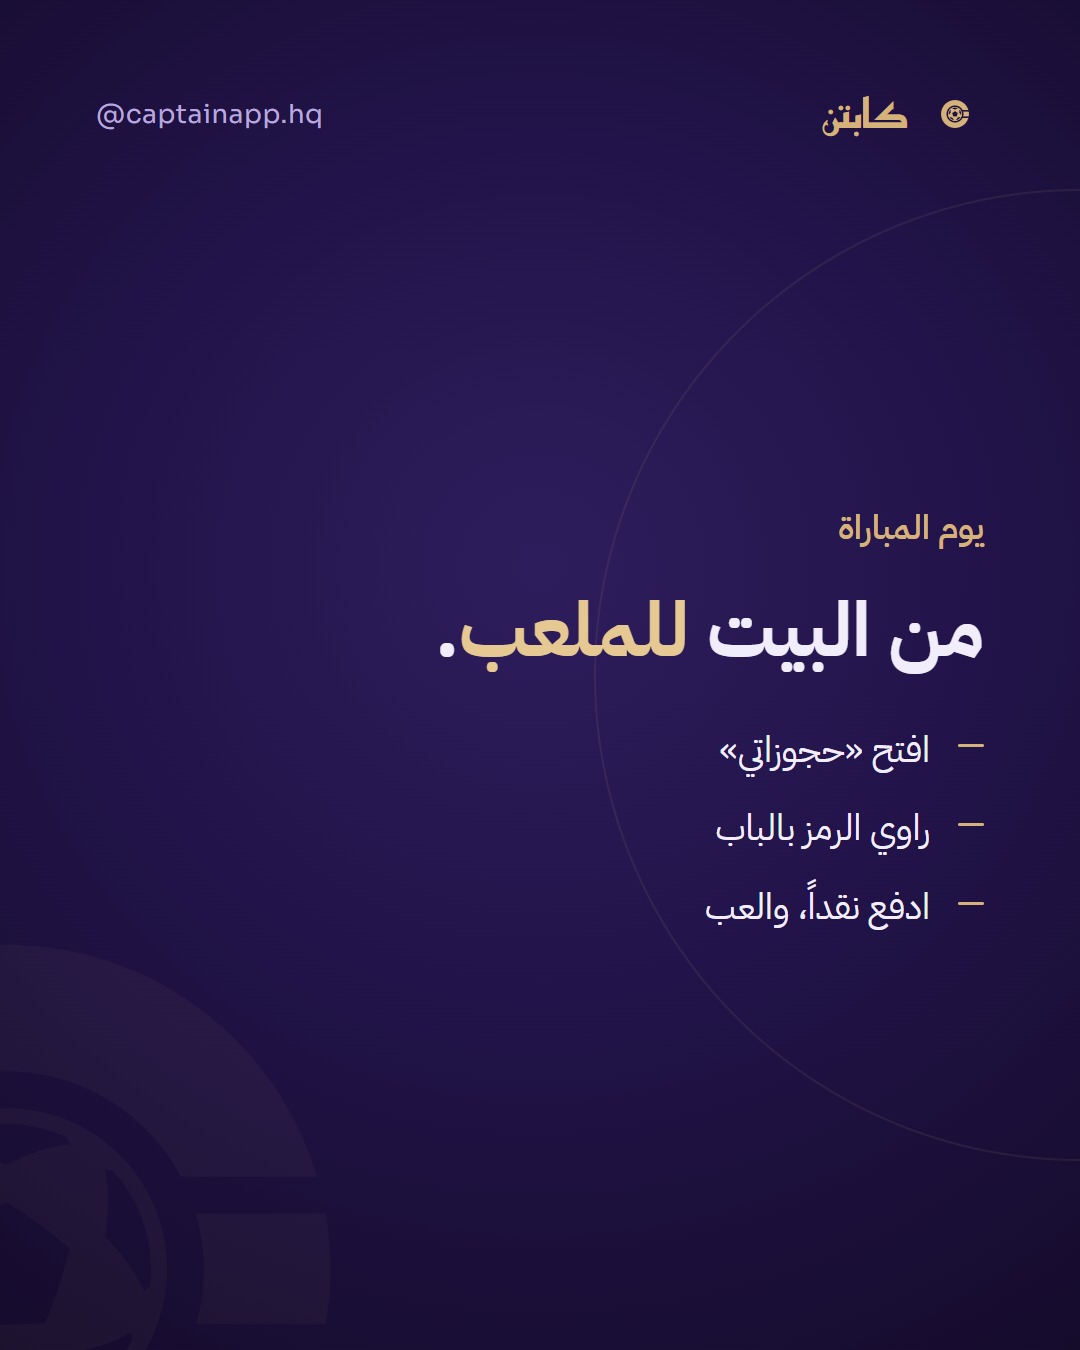 كابتن
@captainapp.hq
يوم المباراة
من البيت للملعب.
افتح «حجوزاتي»
راوي الرمز بالباب
ادفع نقداً، والعب